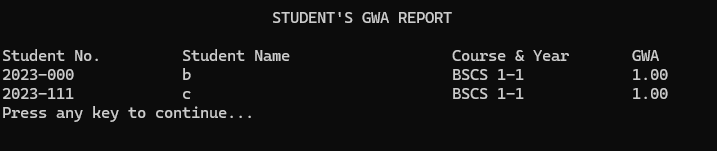 STUDENT'S GWA REPORT
Student No. Student Name Course & Year GWA
2023-000 b BSCS 1-1 1.00
2023-111 c BSCS 1-1 1.00
Press any key to continue...